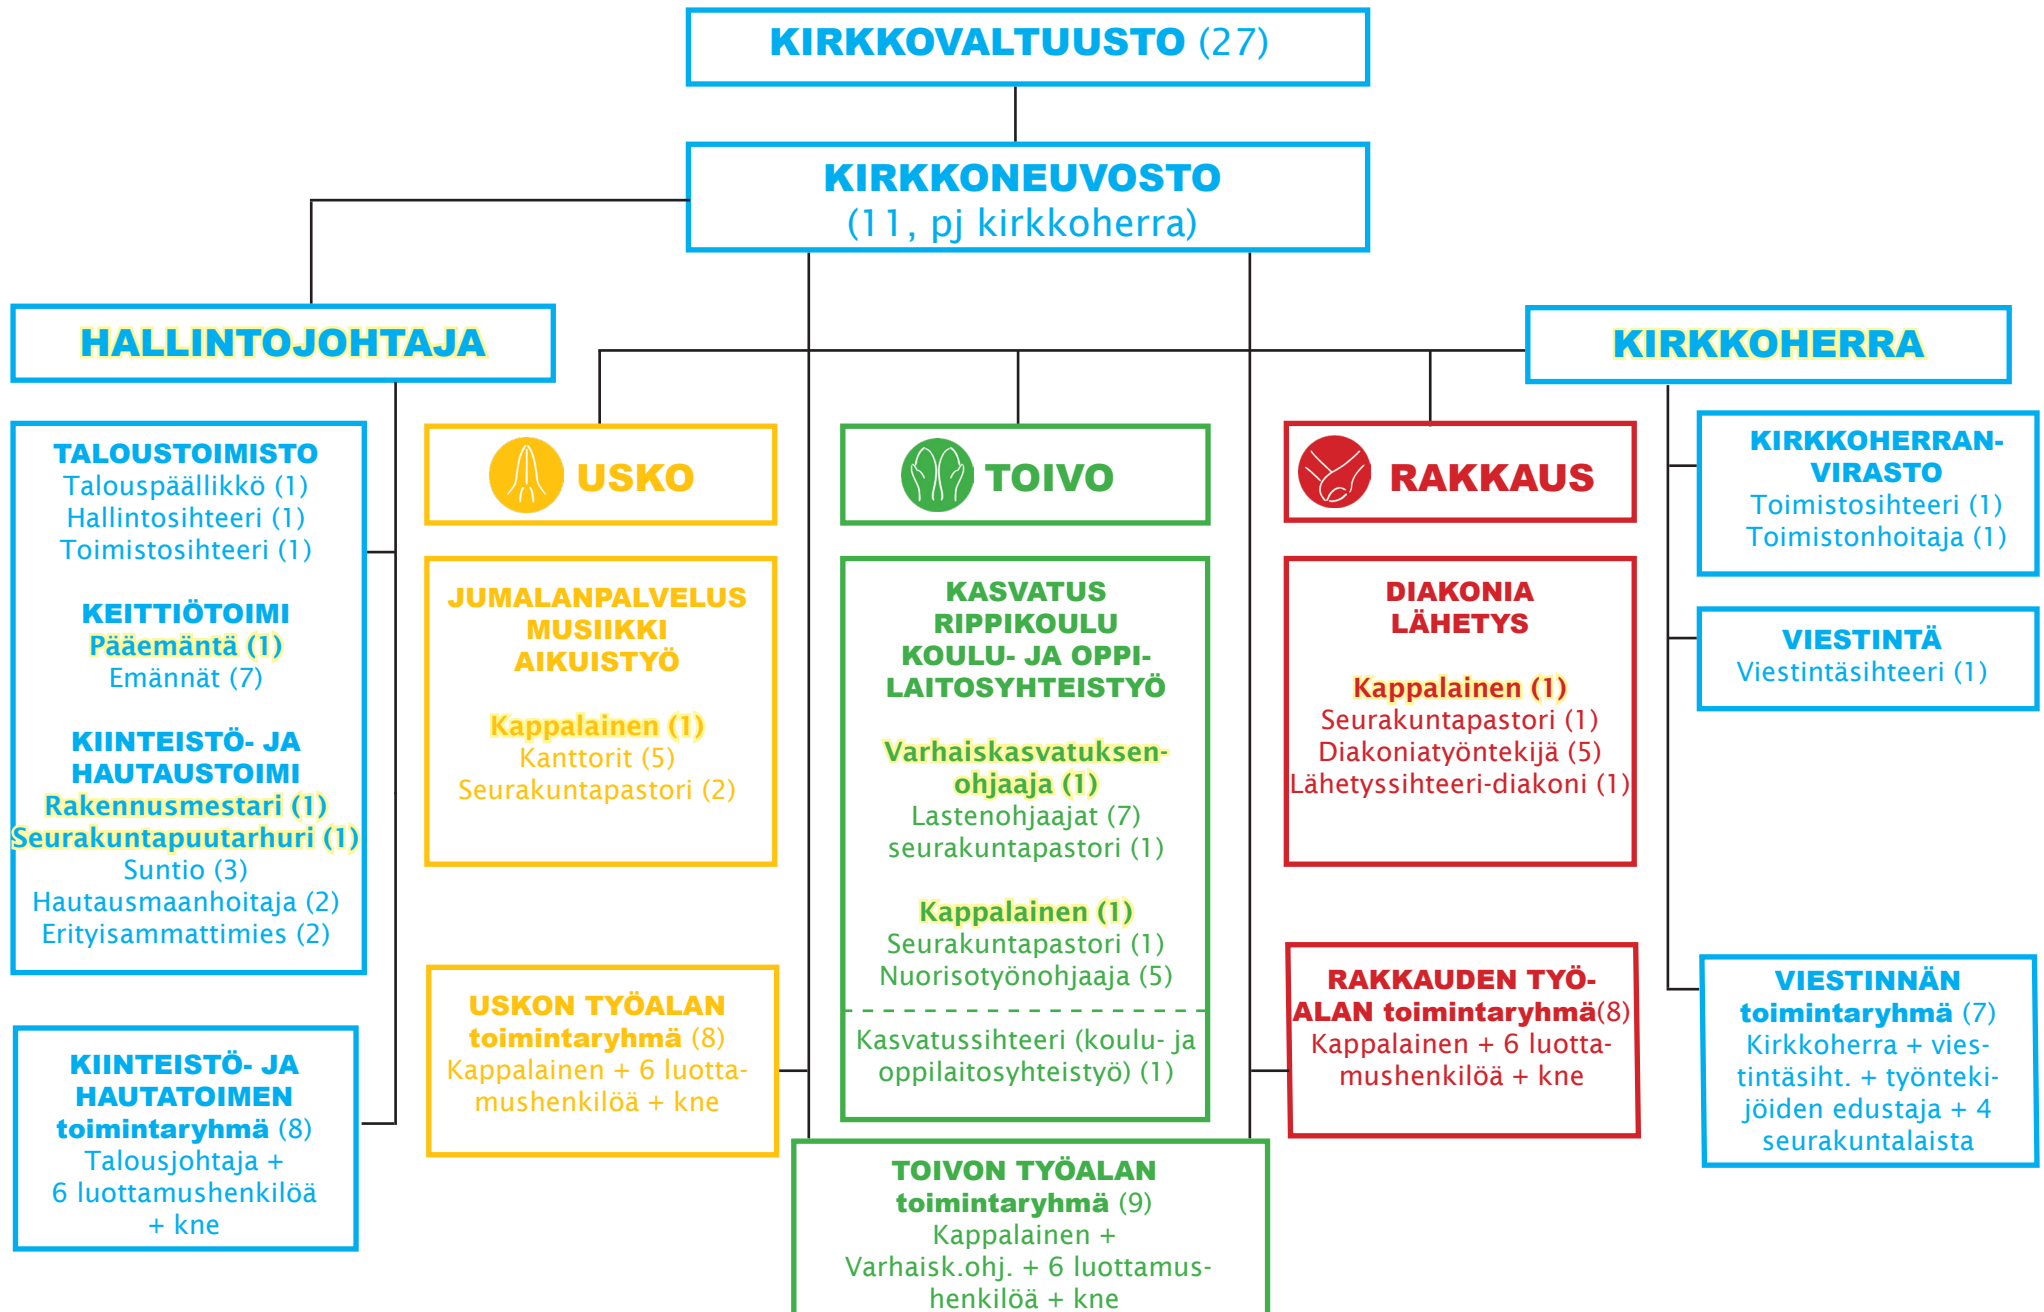 KIRKKOVALTUUSTO (27)
KIRKKONEUVOSTO
(11, pj kirkkoherra)
HALLINTOJOHTAJA
KIRKKOHERRA
TALOUSTOIMISTO
Talouspäällikkö (1)
Hallintosihteeri (1)
Toimistosihteeri (1)
KEITTIÖTOIMI
Pääemäntä (1)
Emännät (7)
KIINTEISTÖ- JA
HAUTAUSTOIMI
Rakennusmestari (1)
Seurakuntapuutarhuri (1)
Suntio (3)
Hautausmaanhoitaja (2)
Erityisammattimies (2)
KIINTEISTÖ- JA
HAUTATOIMEN
toimintaryhmä (8)
Talousjohtaja +
6 luottamushenkilöä
+ kne
USKO
JUMALANPALVELUS
MUSIIKKI
AIKUISTYÖ
Kappalainen (1)
Kanttorit (5)
Seurakuntapastori (2)
USKON TYÖALAN
toimintaryhmä (8)
Kappalainen + 6 luotta-
mushenkilöä + kne
TOIVO
KASVATUS
RIPPIKOULU
KOULU- JA OPPI-
LAITOSYHTEISTYÖ
Varhaiskasvatuksen-
ohjaaja (1)
Lastenohjaajat (7)
seurakuntapastori (1)
Kappalainen (1)
Seurakuntapastori (1)
Nuorisotyönohjaaja (5)
Kasvatussihteeri (koulu- ja
oppilaitosyhteistyö) (1)
TOIVON TYÖALAN
toimintaryhmä (9)
Kappalainen +
Varhaisk.ohj. + 6 luottamus-
henkilöä + kne
RAKKAUS
DIAKONIA
LÄHETYS
Kappalainen (1)
Seurakuntapastori (1)
Diakoniatyöntekijä (5)
Lähetyssihteeri-diakoni (1)
RAKKAUDEN TYÖ-
ALAN toimintaryhmä(8)
Kappalainen + 6 luotta-
mushenkilöä + kne
KIRKKOHERRAN-
VIRASTO
Toimistosihteeri (1)
Toimistonhoitaja (1)
VIESTINTÄ
Viestintäsihteeri (1)
VIESTINNÄN
toimintaryhmä (7)
Kirkkoherra + vies-
tintäsiht. + työnteki-
jöiden edustaja + 4
seurakuntalaista